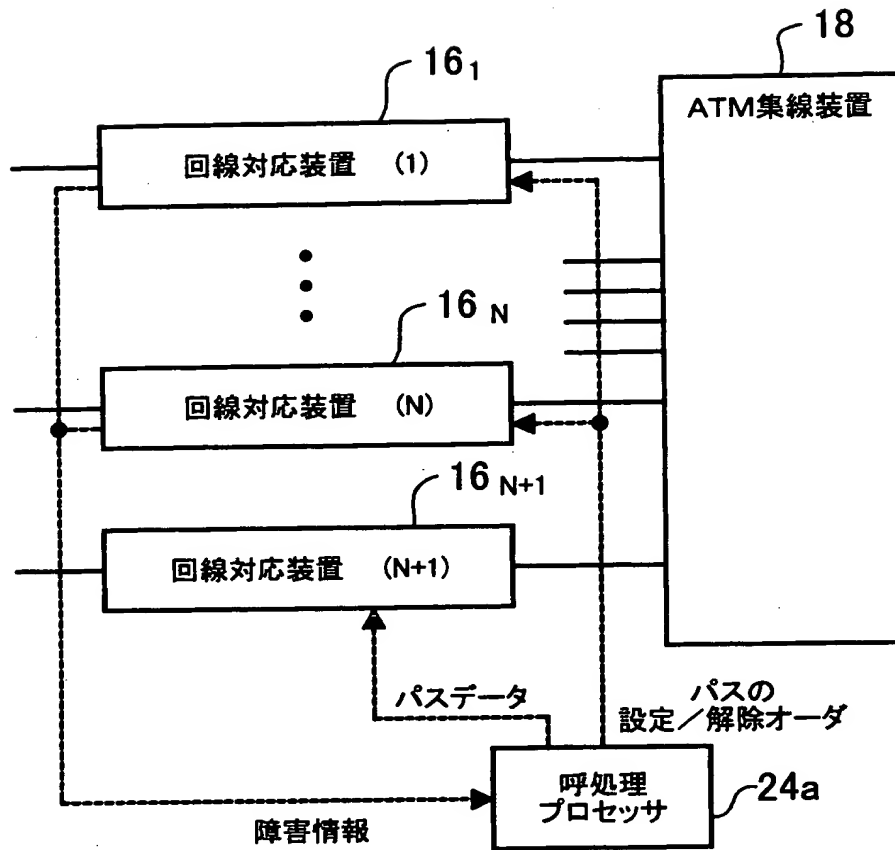 18
16₁
ATM集線装置
回線対応装置 (1)
16 N
回線対応装置 (N)
16 N+1
回線対応装置 (N+1)
パスデータ
パスの
設定/解除オーダ
呼処理
プロセッサ
24a
障害情報